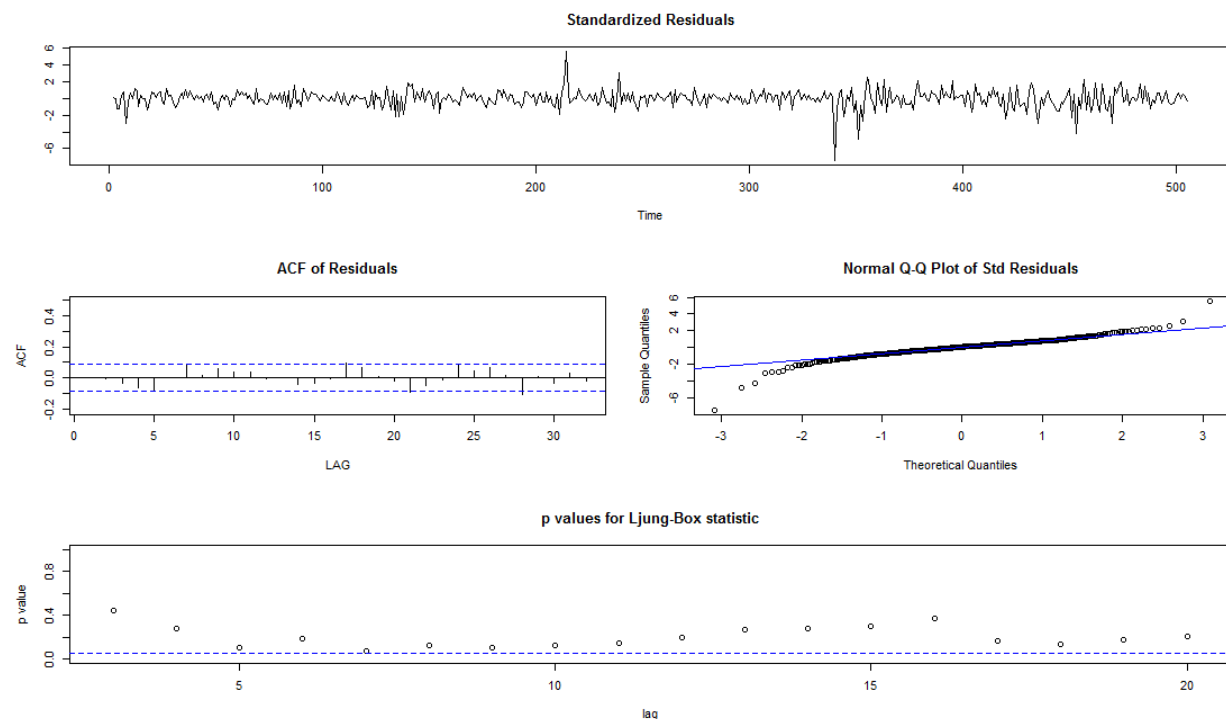 Standardized Residuals
6
2
-2
-6
0 100 200 300 400 500
Time
ACF of Residuals
ACF
0.4
0.2
0.0
-0.2
0 5 10 15 20 25 30
LAG
Normal Q-Q Plot of Std Residuals
Sample Quantiles
6
2
-2
-6
-3 -2 -1 0 1 2 3
Theoretical Quantiles
p values for Ljung-Box statistic
p value
0.8
0.4
0.0
5 10 15 20
lag